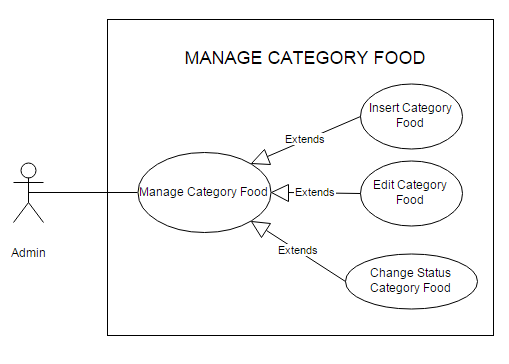 MANAGE CATEGORY FOOD
Insert Category
Food
Extends
Manage Category Food
Extends
Edit Category
Food
Admin
Extends
Change Status
Category Food